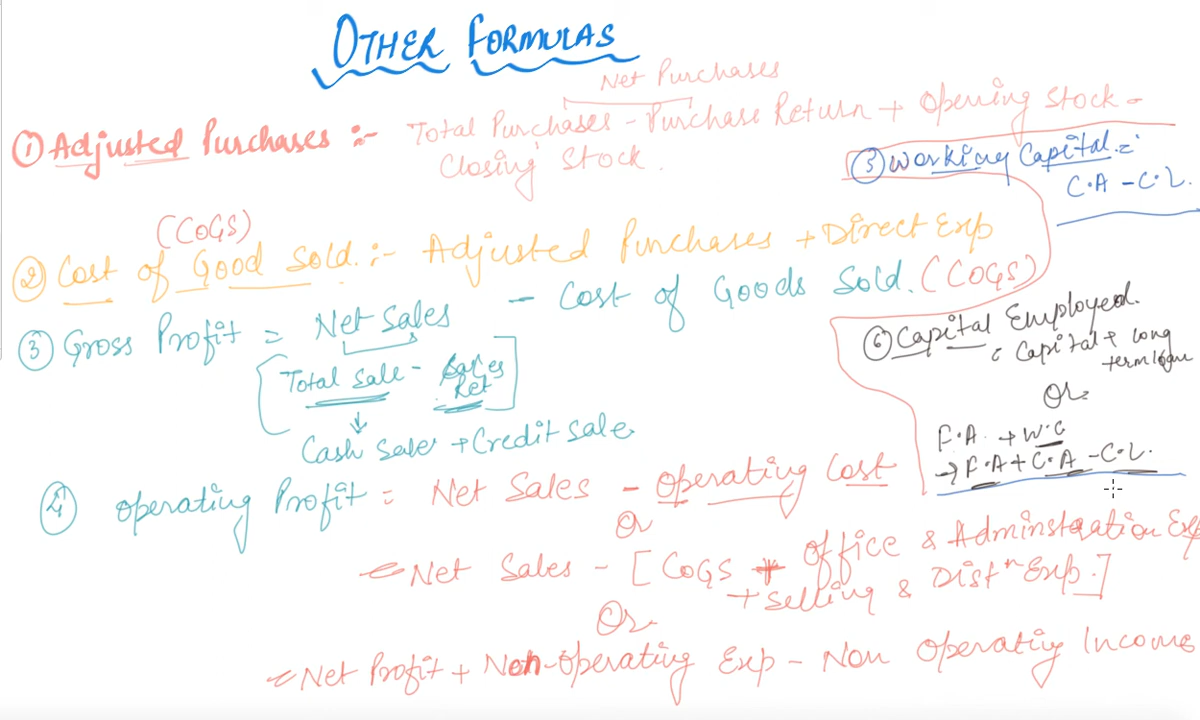 OTHER FORMULAS
Net Purchases
① Adjusted Purchases :- Total Purchases - Purchase Return + Opening Stock -
Closing Stock.
(COGS)
② Cost of Good Sold. :- Adjusted Purchases + Direct Exp
③ Gross Profit = Net Sales - Cost of Goods Sold. (COGS)
[Total Sale - Sales
Ret]
↓
Cash Sale + Credit Sale
④ Operating Profit = Net Sales - Operating Cost
Or
= Net Sales - [COGS + Office & Adminstration Exp
+ Selling & Distⁿ Exp.]
Or
= Net Profit + Non-Operating Exp - Non Operating Income
⑤ Working Capital =
C.A - C.L.
⑥ Capital Employed.
= Capital + long
term
Or
F.A. + W.C
→ F.A + C.A - C.L.